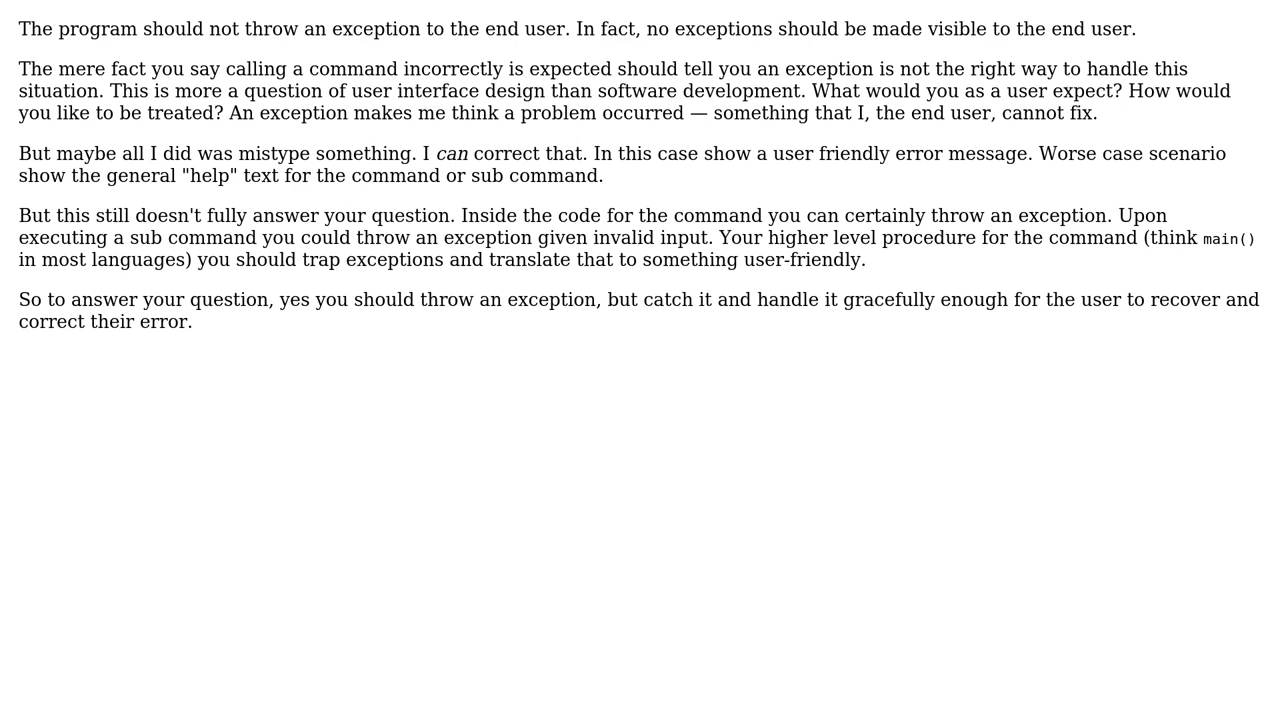 The program should not throw an exception to the end user. In fact, no exceptions should be made visible to the end user.
The mere fact you say calling a command incorrectly is expected should tell you an exception is not the right way to handle this
situation. This is more a question of user interface design than software development. What would you as a user expect? How would
you like to be treated? An exception makes me think a problem occurred — something that I, the end user, cannot fix.
But maybe all I did was mistype something. I can correct that. In this case show a user friendly error message. Worse case scenario
show the general "help" text for the command or sub command.
But this still doesn't fully answer your question. Inside the code for the command you can certainly throw an exception. Upon
executing a sub command you could throw an exception given invalid input. Your higher level procedure for the command (think main()
in most languages) you should trap exceptions and translate that to something user-friendly.
So to answer your question, yes you should throw an exception, but catch it and handle it gracefully enough for the user to recover and
correct their error.